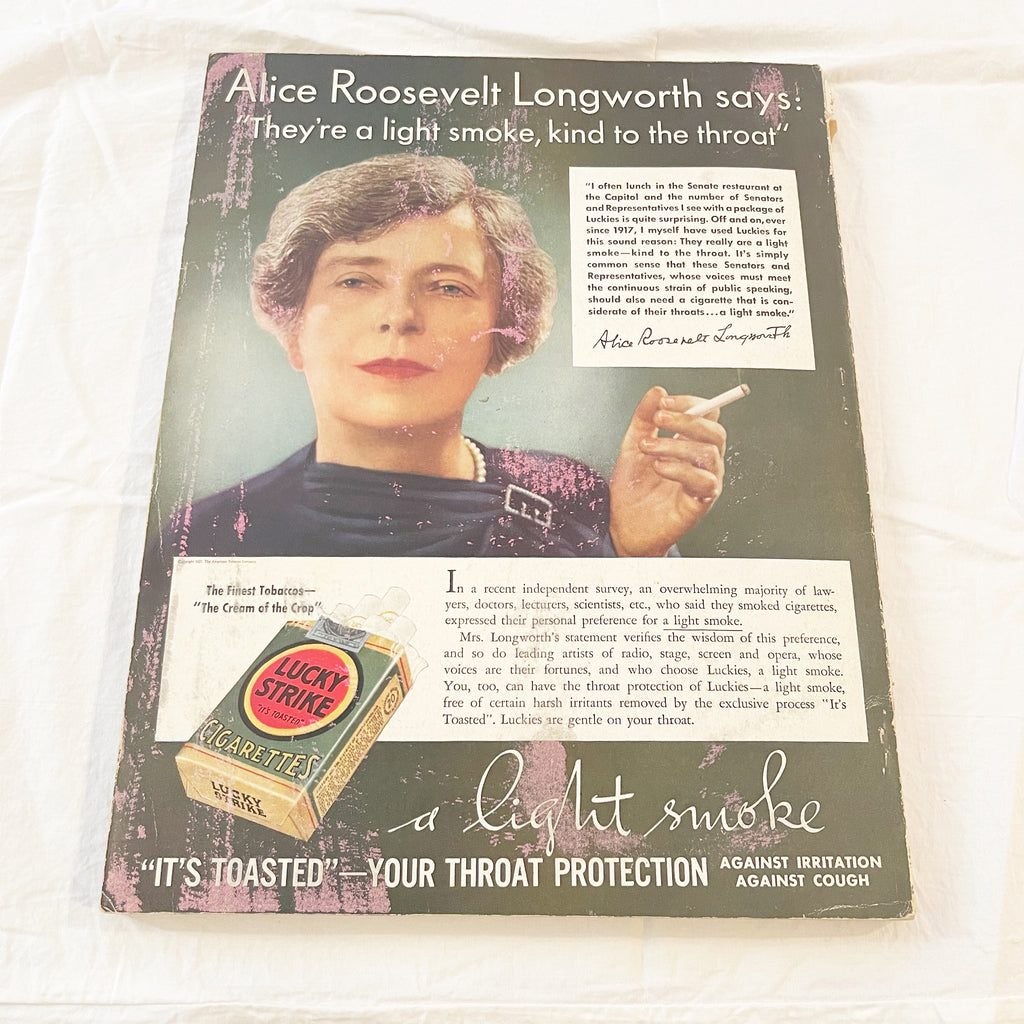 Alice Roosevelt Longworth says:
"They're a light smoke, kind to the throat"
"I often lunch in the Senate restaurant at
the Capitol and the number of Senators
and Representatives I see with a package of
Luckies is quite surprising. Off and on, ever
since 1917, I myself have used Luckies for
this sound reason: They really are a light
smoke—kind to the throat. It's simply
common sense that these Senators and
Representatives, whose voices must meet
the continuous strain of public speaking,
should also need a cigarette that is con-
siderate of their throats...a light smoke."
Alice Roosevelt Longworth
Copyright 1937, The American Tobacco Company
The Finest Tobaccos—
"The Cream of the Crop"
LUCKY
STRIKE
"IT'S TOASTED"
CIGARETTES
LUCKY
STRIKE
In a recent independent survey, an overwhelming majority of law-
yers, doctors, lecturers, scientists, etc., who said they smoked cigarettes,
expressed their personal preference for a light smoke.
Mrs. Longworth's statement verifies the wisdom of this preference,
and so do leading artists of radio, stage, screen and opera, whose
voices are their fortunes, and who choose Luckies, a light smoke.
You, too, can have the throat protection of Luckies—a light smoke,
free of certain harsh irritants removed by the exclusive process "It's
Toasted". Luckies are gentle on your throat.
a light smoke
"IT'S TOASTED"—YOUR THROAT PROTECTION
AGAINST IRRITATION
AGAINST COUGH